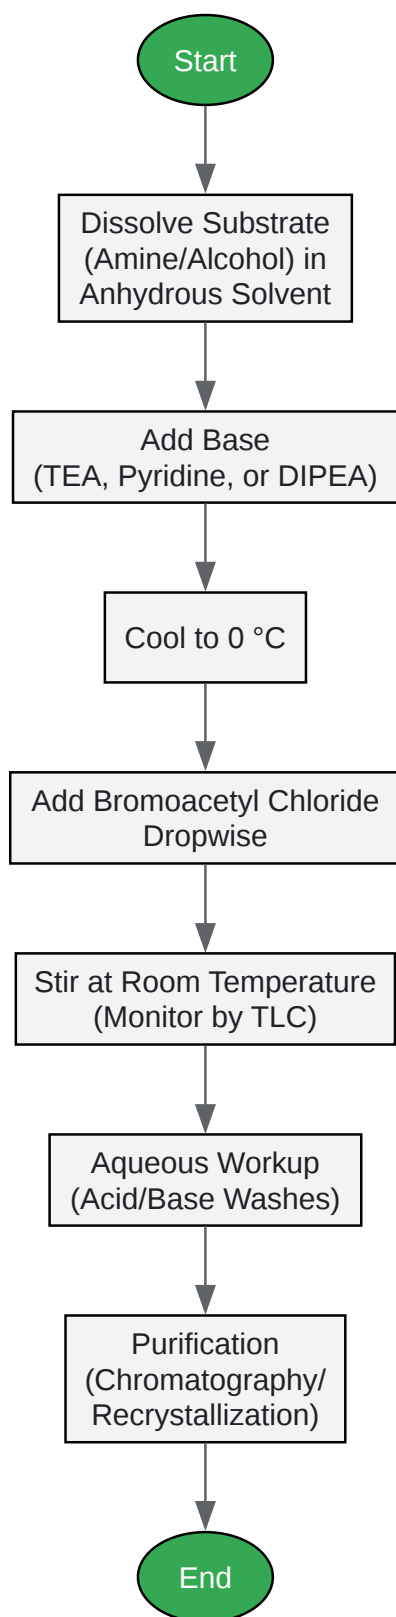 Start
Dissolve Substrate
(Amine/Alcohol) in
Anhydrous Solvent
Add Base
(TEA, Pyridine, or DIPEA)
Cool to 0 °C
Add Bromoacetyl Chloride
Dropwise
Stir at Room Temperature
(Monitor by TLC)
Aqueous Workup
(Acid/Base Washes)
Purification
(Chromatography/
Recrystallization)
End